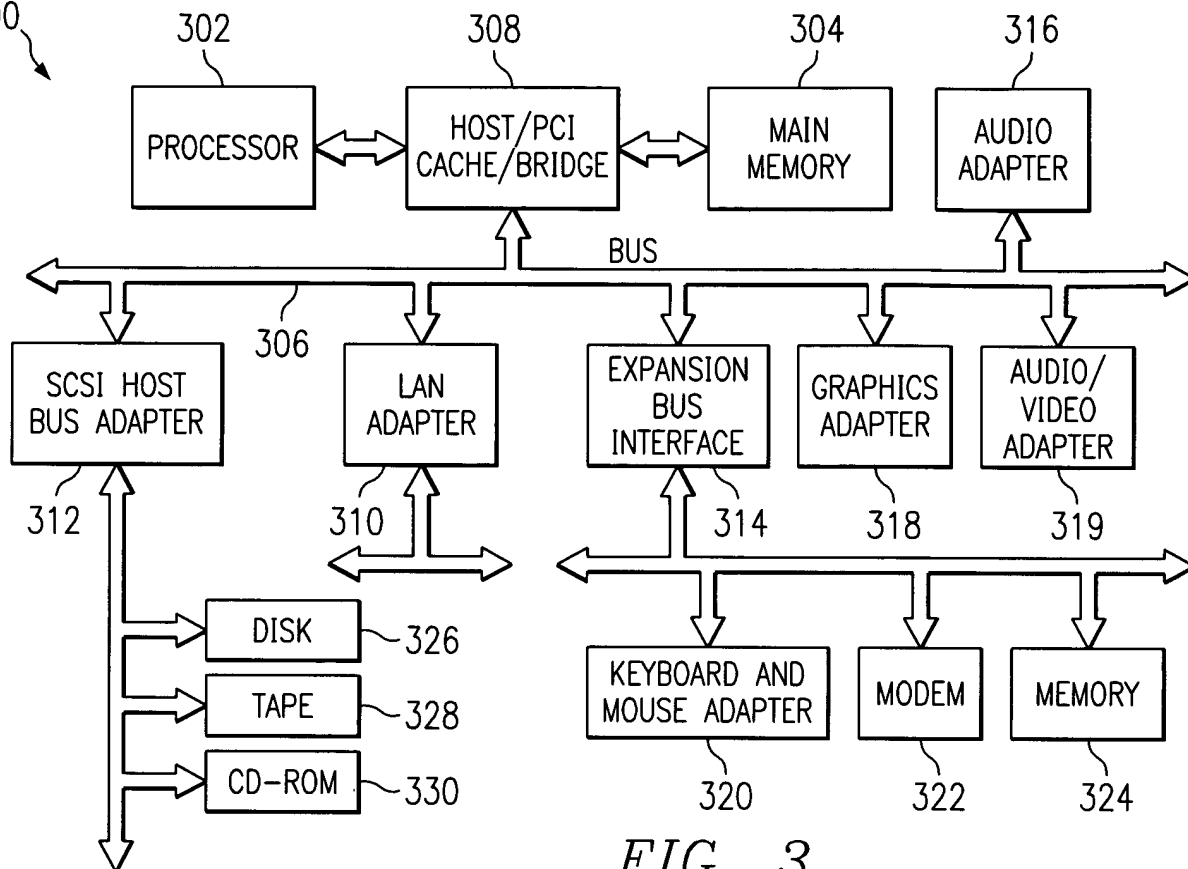 302
308
304
316
PROCESSOR
HOST/PCI
CACHE/BRIDGE
MAIN
MEMORY
AUDIO
ADAPTER
BUS
306
SCSI HOST
BUS ADAPTER
LAN
ADAPTER
EXPANSION
BUS
INTERFACE
GRAPHICS
ADAPTER
AUDIO/
VIDEO
ADAPTER
312
310
314
318
319
DISK
326
TAPE
328
CD-ROM
330
KEYBOARD AND
MOUSE ADAPTER
MODEM
MEMORY
320
322
324
FIG. 3